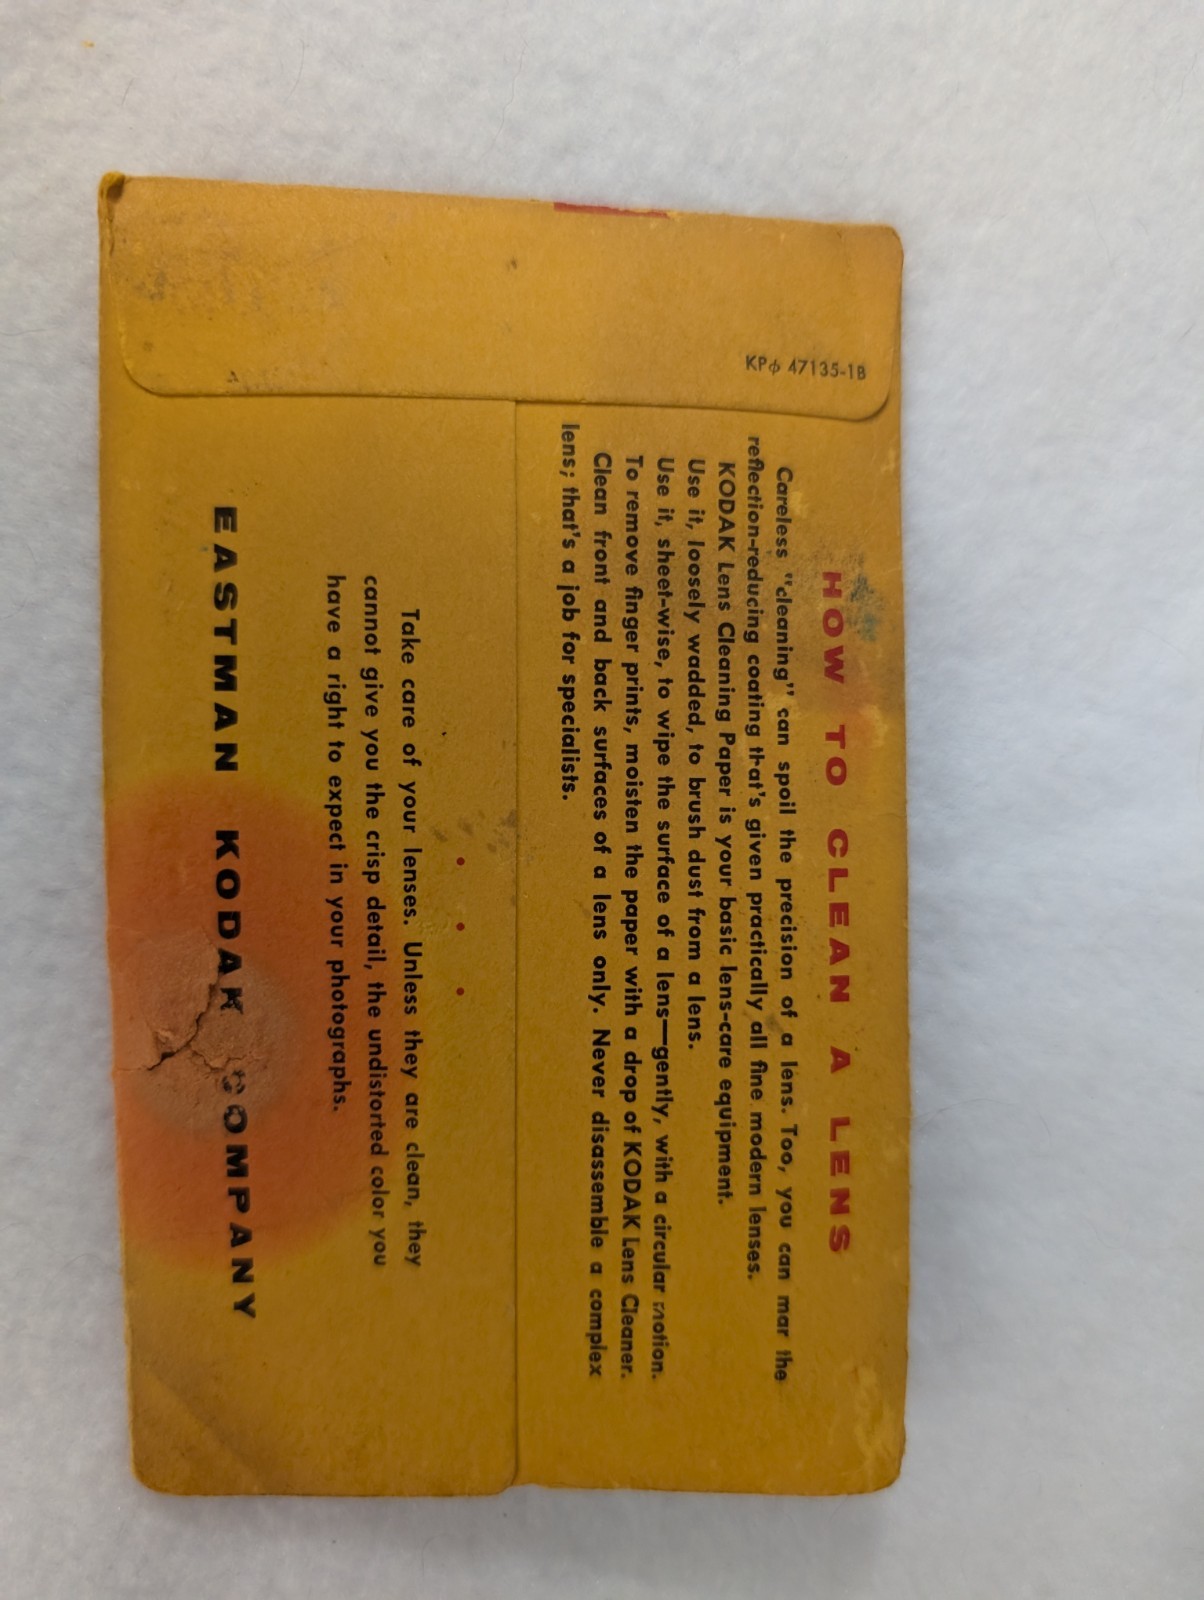 KPϕ 47135-1B
HOW TO CLEAN A LENS
Careless "cleaning" can spoil the precision of a lens. Too, you can mar the
reflection-reducing coating that's given practically all fine modern lenses.
KODAK Lens Cleaning Paper is your basic lens-care equipment.
Use it, loosely wadded, to brush dust from a lens.
Use it, sheet-wise, to wipe the surface of a lens—gently, with a circular motion.
To remove finger prints, moisten the paper with a drop of KODAK Lens Cleaner.
Clean front and back surfaces of a lens only. Never disassemble a complex
lens; that's a job for specialists.
• • •
Take care of your lenses. Unless they are clean, they
cannot give you the crisp detail, the undistorted color you
have a right to expect in your photographs.
EASTMAN KODAK COMPANY